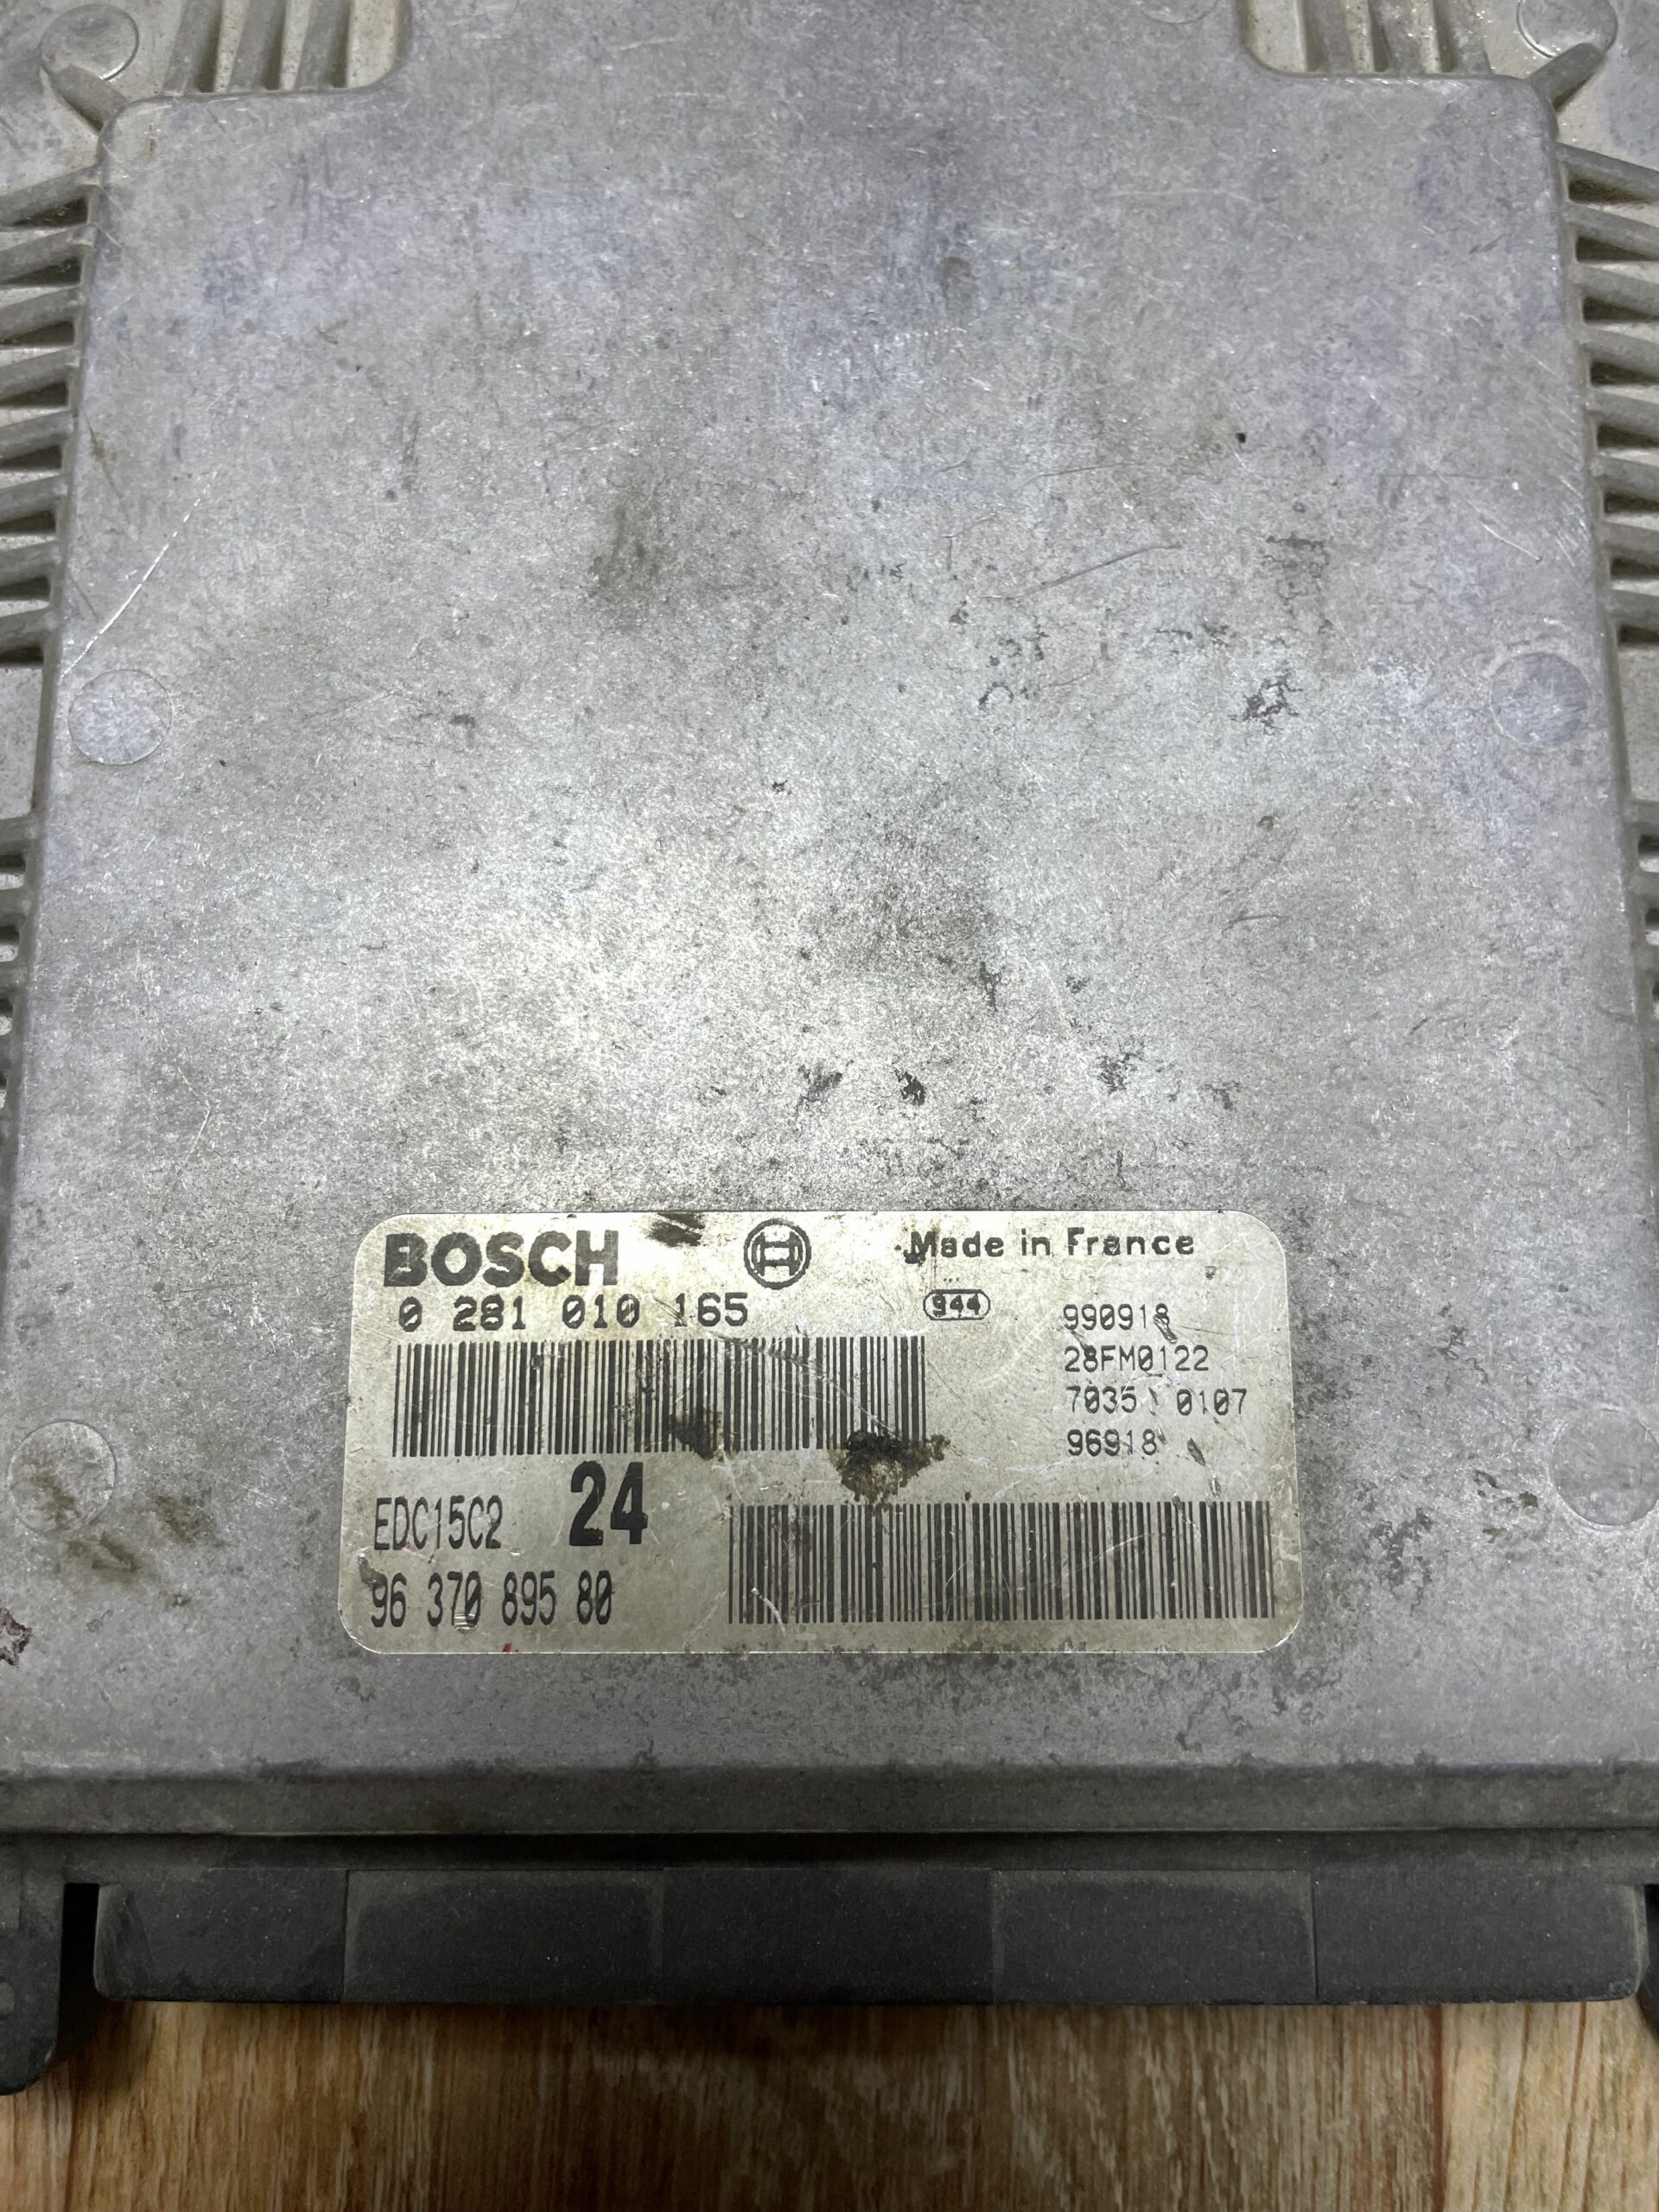 BOSCH
Made in France
0 281 010 165
944
990918
28FM0122
7035 0107
96918
EDC15C2 24
96 370 895 80